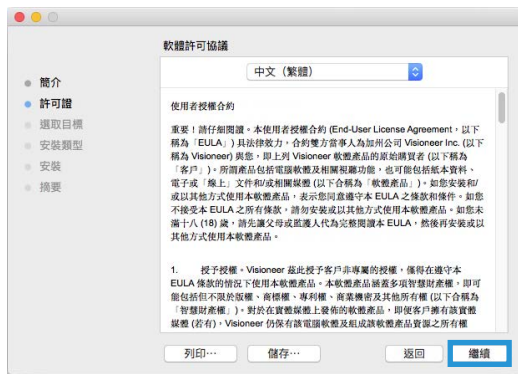 軟體許可協議
中文（繁體）
簡介
許可證
選取目標
安裝類型
安裝
摘要
使用者授權合約
重要！請仔細閱讀。本使用者授權合約 (End-User License Agreement，以下
稱為「EULA」) 具法律效力，合約雙方當事人為加州公司 Visioneer Inc. (以下
稱為 Visioneer) 與您，即上列 Visioneer 軟體產品的原始購買者 (以下稱為
「客戶」)。所謂產品包括電腦軟體及相關視聽功能，也可能包括紙本資料、
電子或「線上」文件和/或相關媒體 (以下合稱為「軟體產品」)。如您安裝和/
或以其他方式使用本軟體產品，表示您同意遵守本 EULA 之條款和條件。如您
不接受本 EULA 之所有條款，請勿安裝或以其他方式使用本軟體產品。如您未
滿十八 (18) 歲，請先讓父母或監護人代為完整閱讀本 EULA，然後再安裝或以
其他方式使用本軟體產品。
1. 授予授權。Visioneer 茲此授予客戶非專屬的授權，僅得在遵守本
EULA 條款的情況下使用本軟體產品。本軟體產品涵蓋多項智慧財產權，即可
能包括但不限於版權、商標權、專利權、商業機密及其他所有權 (以下合稱為
「智慧財產權」)。對於在實體媒體上發佈的軟體產品，即使客戶擁有該實體
媒體 (若有)，Visioneer 仍保有該電腦軟體及組成該軟體產品資源之所有權
列印⋯
儲存⋯
返回
繼續